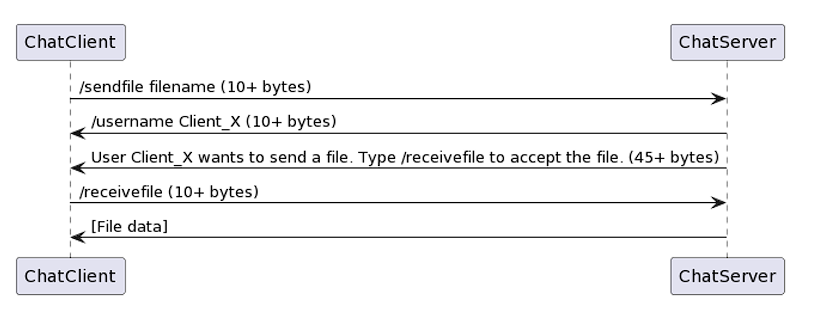 ChatClient
ChatServer
/sendfile filename (10+ bytes)
/username Client_X (10+ bytes)
User Client_X wants to send a file. Type /receivefile to accept the file. (45+ bytes)
/receivefile (10+ bytes)
[File data]
ChatClient
ChatServer